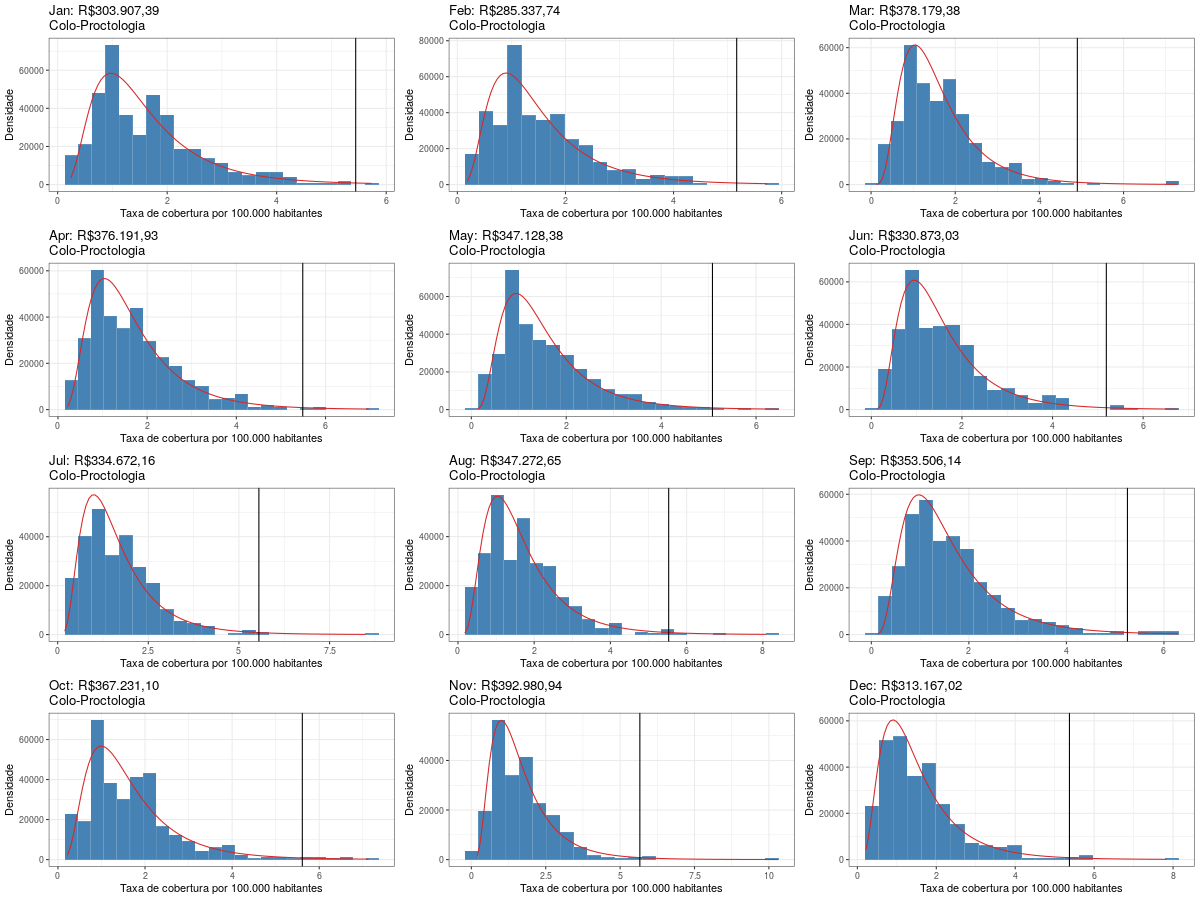 Jan: R$303.907,39
Colo-Proctologia
Densidade
60000
40000
20000
0
0 2 4 6
Taxa de cobertura por 100.000 habitantes
Feb: R$285.337,74
Colo-Proctologia
Densidade
80000
60000
40000
20000
0
0 2 4 6
Taxa de cobertura por 100.000 habitantes
Mar: R$378.179,38
Colo-Proctologia
Densidade
60000
40000
20000
0
0 2 4 6
Taxa de cobertura por 100.000 habitantes
Apr: R$376.191,93
Colo-Proctologia
Densidade
60000
40000
20000
0
0 2 4 6
Taxa de cobertura por 100.000 habitantes
May: R$347.128,38
Colo-Proctologia
Densidade
60000
40000
20000
0
0 2 4 6
Taxa de cobertura por 100.000 habitantes
Jun: R$330.873,03
Colo-Proctologia
Densidade
60000
40000
20000
0
0 2 4 6
Taxa de cobertura por 100.000 habitantes
Jul: R$334.672,16
Colo-Proctologia
Densidade
40000
20000
0
0 2.5 5 7.5
Taxa de cobertura por 100.000 habitantes
Aug: R$347.272,65
Colo-Proctologia
Densidade
40000
20000
0
0 2 4 6 8
Taxa de cobertura por 100.000 habitantes
Sep: R$353.506,14
Colo-Proctologia
Densidade
60000
40000
20000
0
0 2 4 6
Taxa de cobertura por 100.000 habitantes
Oct: R$367.231,10
Colo-Proctologia
Densidade
60000
40000
20000
0
0 2 4 6
Taxa de cobertura por 100.000 habitantes
Nov: R$392.980,94
Colo-Proctologia
Densidade
40000
20000
0
0 2.5 5 7.5 10
Taxa de cobertura por 100.000 habitantes
Dec: R$313.167,02
Colo-Proctologia
Densidade
60000
40000
20000
0
0 2 4 6 8
Taxa de cobertura por 100.000 habitantes